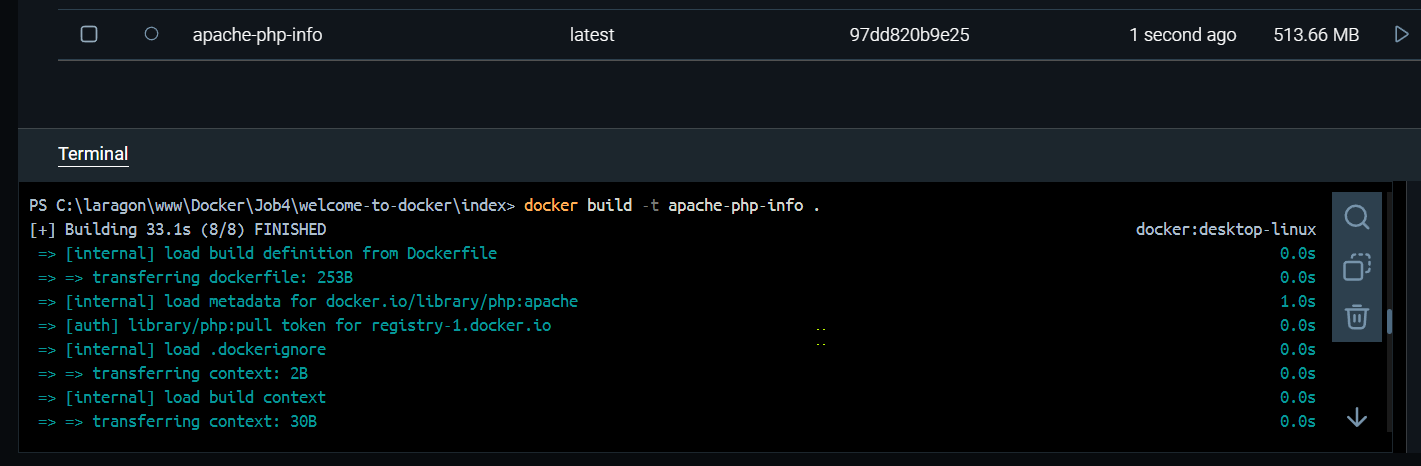 apache-php-info latest 97dd820b9e25 1 second ago 513.66 MB
Terminal
PS C:\laragon\www\Docker\Job4\welcome-to-docker\index> docker build -t apache-php-info .
[+] Building 33.1s (8/8) FINISHED docker:desktop-linux
=> [internal] load build definition from Dockerfile 0.0s
=> => transferring dockerfile: 253B 0.0s
=> [internal] load metadata for docker.io/library/php:apache 1.0s
=> [auth] library/php:pull token for registry-1.docker.io 0.0s
=> [internal] load .dockerignore 0.0s
=> => transferring context: 2B 0.0s
=> [internal] load build context 0.0s
=> => transferring context: 30B 0.0s